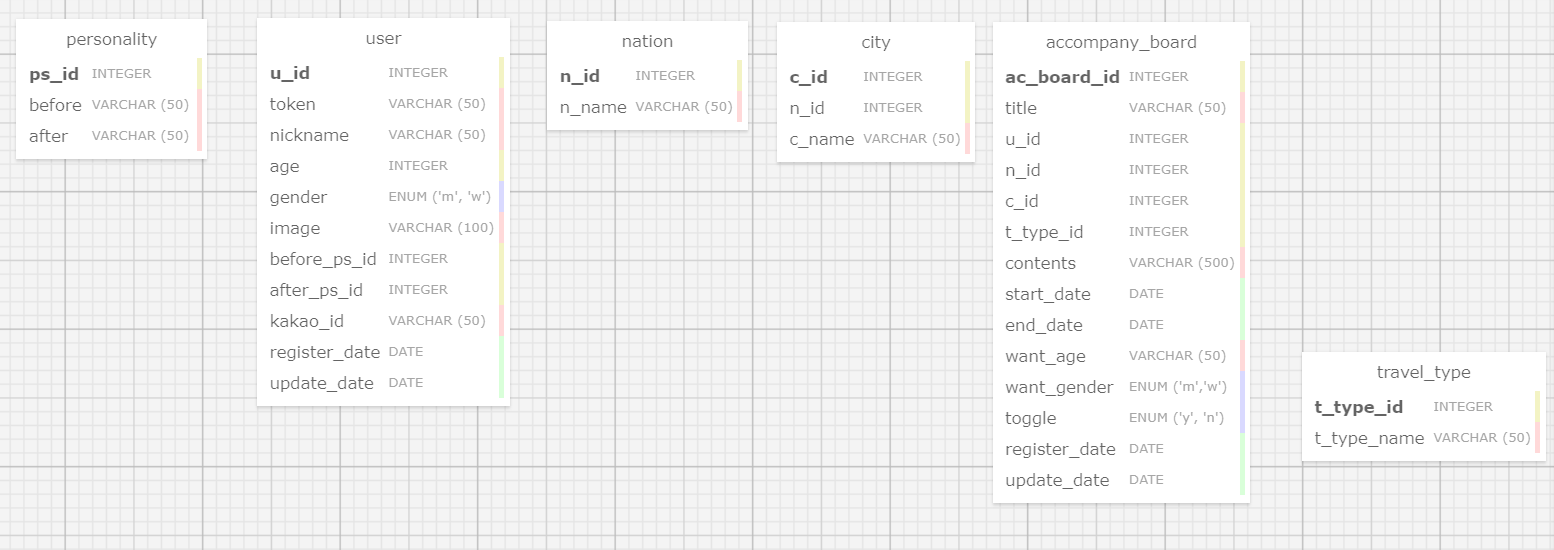 personality
ps_id INTEGER
before VARCHAR (50)
after VARCHAR (50)
user
u_id INTEGER
token VARCHAR (50)
nickname VARCHAR (50)
age INTEGER
gender ENUM ('m', 'w')
image VARCHAR (100)
before_ps_id INTEGER
after_ps_id INTEGER
kakao_id VARCHAR (50)
register_date DATE
update_date DATE
nation
n_id INTEGER
n_name VARCHAR (50)
city
c_id INTEGER
n_id INTEGER
c_name VARCHAR (50)
accompany_board
ac_board_id INTEGER
title VARCHAR (50)
u_id INTEGER
n_id INTEGER
c_id INTEGER
t_type_id INTEGER
contents VARCHAR (500)
start_date DATE
end_date DATE
want_age VARCHAR (50)
want_gender ENUM ('m','w')
toggle ENUM ('y', 'n')
register_date DATE
update_date DATE
travel_type
t_type_id INTEGER
t_type_name VARCHAR (50)